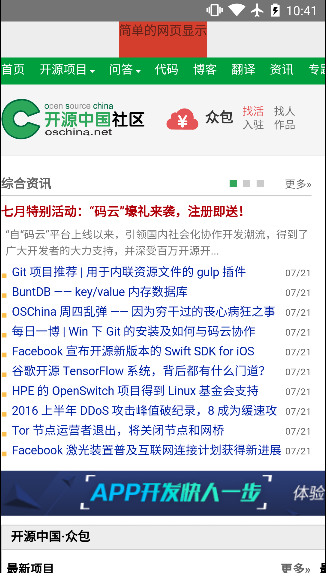 10:41
简单的网页显示
首页 开源项目 问答 代码 博客 翻译 资讯 专题
open source china
开源中国社区
oschina.net
众包 找活 找人
入驻 作品
综合资讯 更多»
七月特别活动：“码云”壕礼来袭，注册即送！
“自“码云”平台上线以来，引领国内社会化协作开发潮流，得到了
广大开发者的大力支持，并深受百万开源开...
Git 项目推荐 | 用于内联资源文件的 gulp 插件 07/21
BuntDB —— key/value 内存数据库 07/21
OSChina 周四乱弹 —— 因为穷干过的丧心病狂之事 07/21
每日一博 | Win 下 Git 的安装及如何与码云协作 07/21
Facebook 宣布开源新版本的 Swift SDK for iOS 07/21
谷歌开源 TensorFlow 系统，背后都有什么门道？ 07/21
HPE 的 OpenSwitch 项目得到 Linux 基金会支持 07/21
2016 上半年 DDoS 攻击峰值破纪录，8 成为缓速攻 07/21
Tor 节点运营者退出，将关闭节点和网桥 07/21
Facebook 激光装置普及互联网连接计划获得新进展 07/21
APP开发快人一步 体验
开源中国·众包
最新项目 更多»